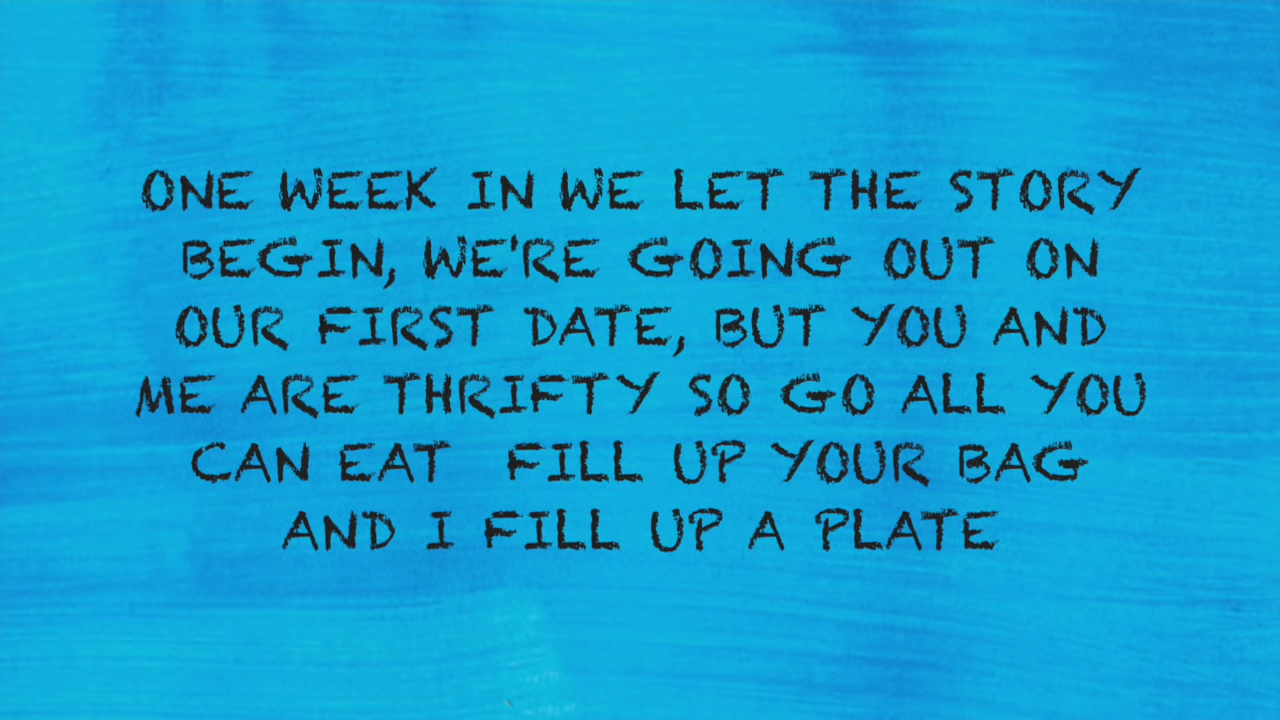 ONE WEEK IN WE LET THE STORY
BEGIN, WE'RE GOING OUT ON
OUR FIRST DATE, BUT YOU AND
ME ARE THRIFTY SO GO ALL YOU
CAN EAT FILL UP YOUR BAG
AND I FILL UP A PLATE